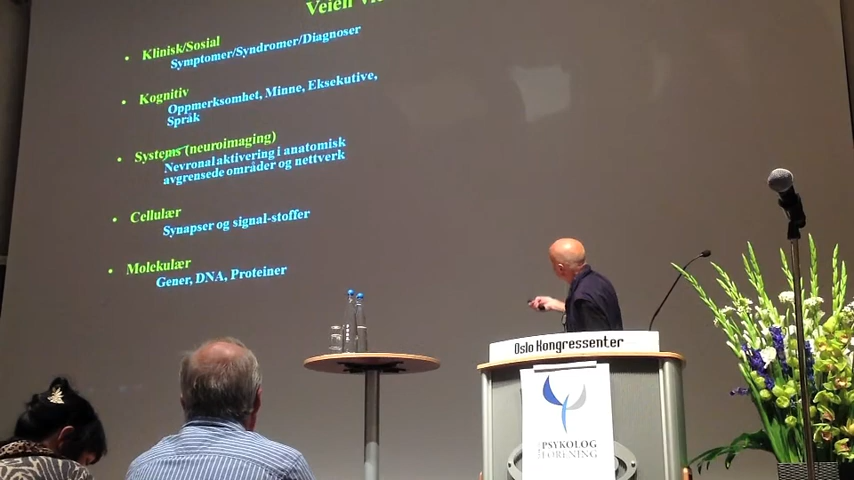 Veien
• Klinisk/Sosial
Symptomer/Syndromer/Diagnoser
• Kognitiv
Oppmerksomhet, Minne, Eksekutive,
Språk
• Systems (neuroimaging)
Nevronal aktivering i anatomisk
avgrensede områder og nettverk
• Cellulær
Synapser og signal-stoffer
• Molekulær
Gener, DNA, Proteiner
Oslo Kongressenter
PSYKOLOG
FORENING